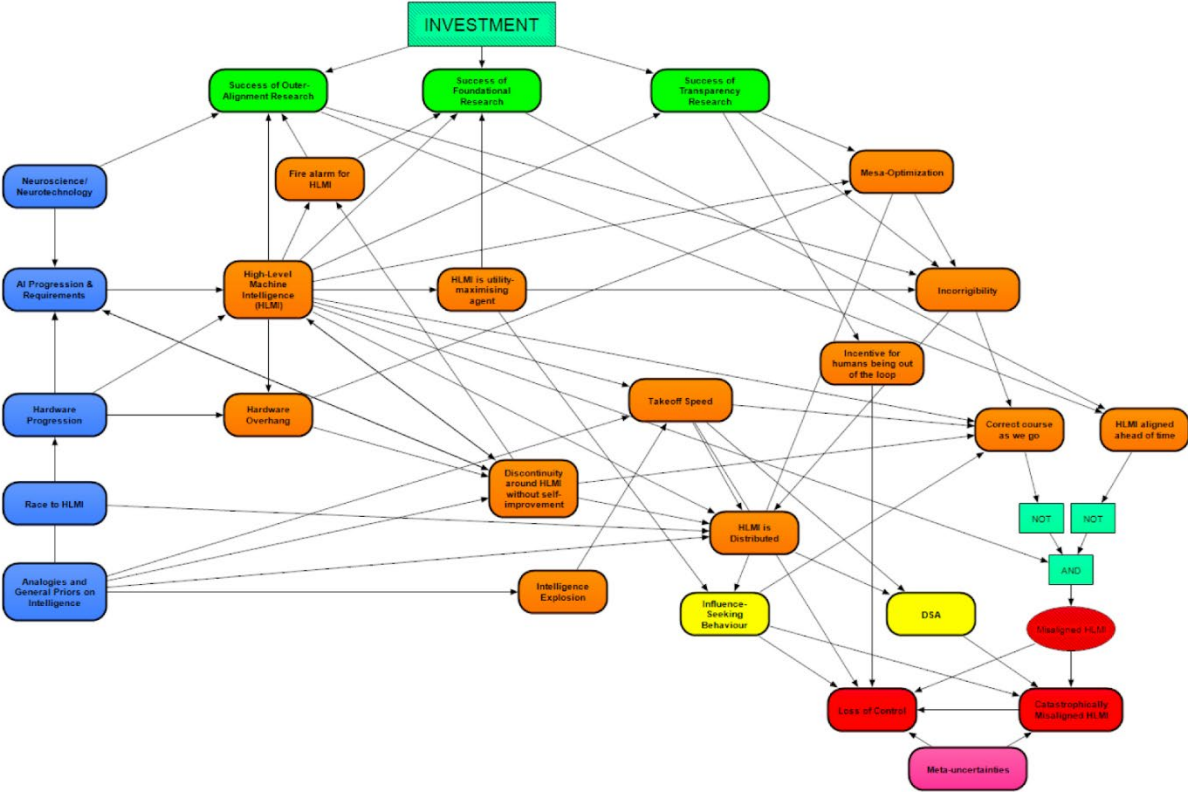 INVESTMENT
Success of Outer-
Alignment Research
Success of
Foundational
Research
Success of
Transparency
Research
Neuroscience/
Neurotechnology
Fire alarm for
HLMI
Mesa-Optimization
AI Progression &
Requirements
High-Level
Machine
Intelligence
(HLMI)
HLMI is utility-
maximising
agent
Incorrigibility
Incentive for
humans being out
of the loop
Hardware
Progression
Hardware
Overhang
Takeoff Speed
Correct course
as we go
HLMI aligned
ahead of time
Race to HLMI
Discontinuity
around HLMI
without self-
improvement
HLMI is
Distributed
NOT
NOT
AND
Analogies and
General Priors on
Intelligence
Intelligence
Explosion
Influence-
Seeking
Behaviour
DSA
Misaligned HLMI
Loss of Control
Catastrophically
Misaligned HLMI
Meta-uncertainties